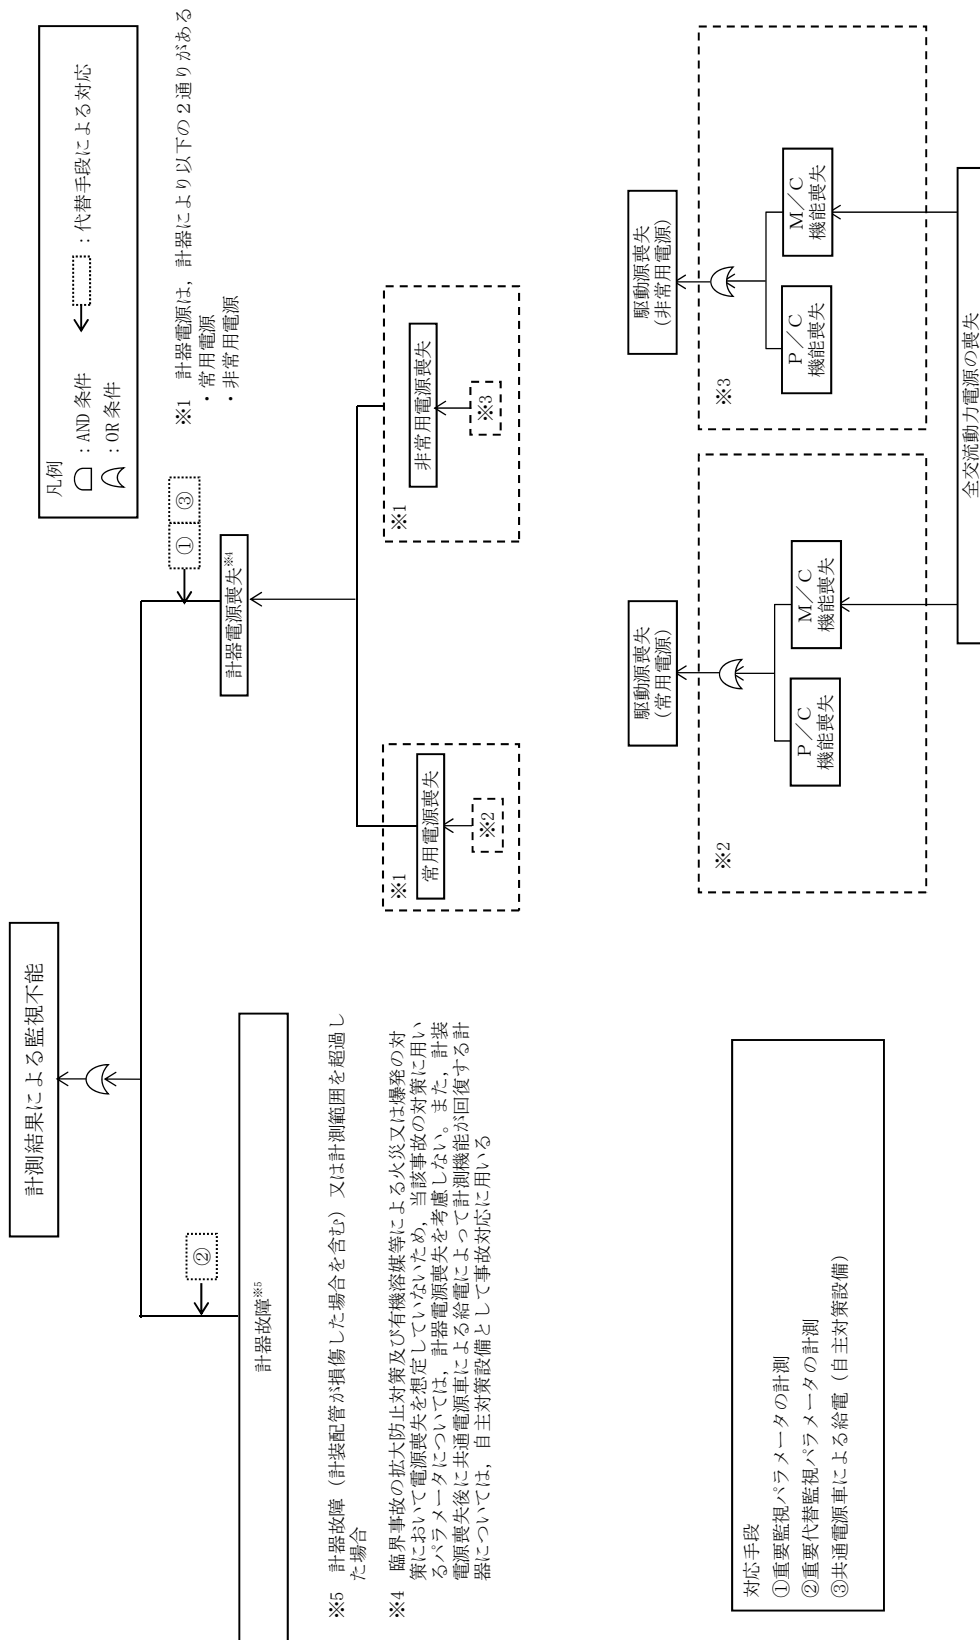 計測結果による監視不能
凡例
：AND条件
：代替手段による対応
：OR条件
②
計器故障※5
① ③
計器電源喪失※4
※1　計器電源は，計器により以下の２通りがある
・常用電源
・非常用電源
※1
常用電源喪失
※2
※1
非常用電源喪失
※3
※5　計器故障（計装配管が損傷した場合を含む）又は計測範囲を超過し
た場合
※4　臨界事故の拡大防止対策及び有機溶媒等による火災又は爆発の対
策において電源喪失を想定していないため，当該事故の対策に用い
るパラメータについては，計器電源喪失を考慮しない。また，計装
電源喪失後に共通電源車による給電によって計測機能が回復する計
器については，自主対策設備として事故対応に用いる
駆動源喪失
（常用電源）
※2
Ｐ／Ｃ
機能喪失
Ｍ／Ｃ
機能喪失
駆動源喪失
（非常用電源）
※3
Ｐ／Ｃ
機能喪失
Ｍ／Ｃ
機能喪失
全交流動力電源の喪失
対応手段
①重要監視パラメータの計測
②重要代替監視パラメータの計測
③共通電源車による給電（自主対策設備）